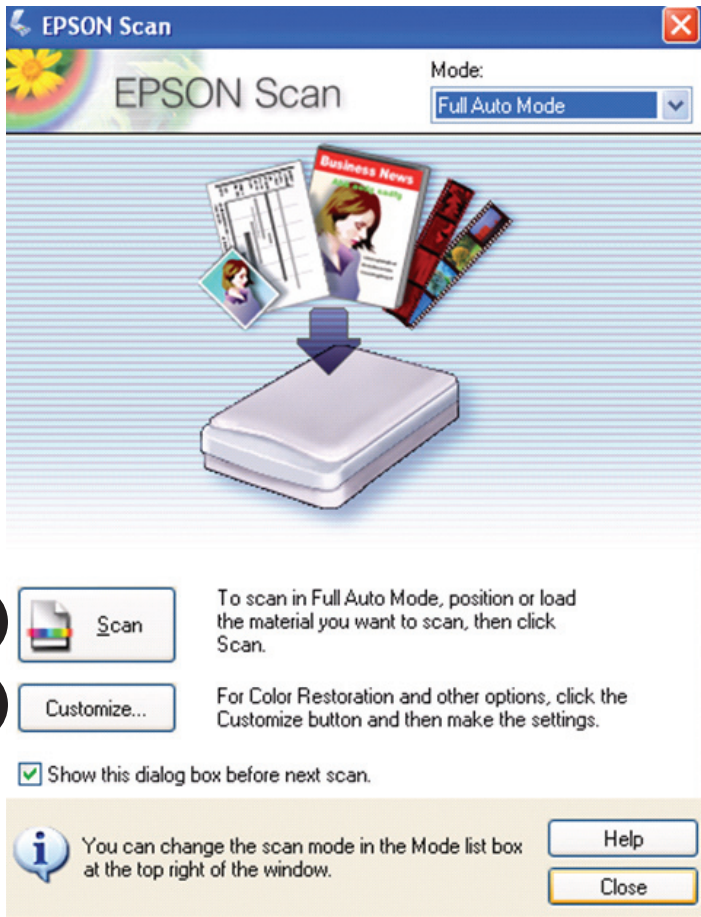 EPSON Scan
EPSON Scan
Mode:
Full Auto Mode
Business News
Scan
To scan in Full Auto Mode, position or load
the material you want to scan, then click
Scan.
Customize...
For Color Restoration and other options, click the
Customize button and then make the settings.
Show this dialog box before next scan.
You can change the scan mode in the Mode list box
at the top right of the window.
Help
Close